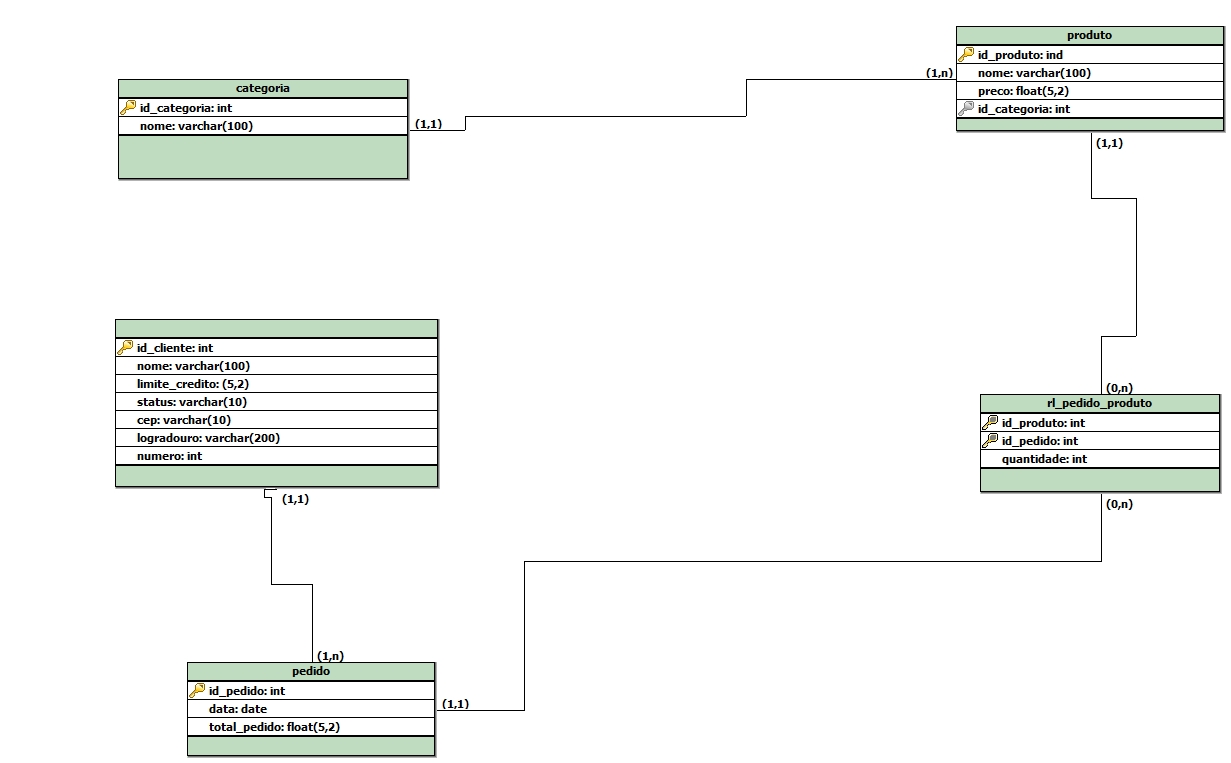 categoria
id_categoria: int
nome: varchar(100)
(1,1)
(1,n)
produto
id_produto: ind
nome: varchar(100)
preco: float(5,2)
id_categoria: int
(1,1)
id_cliente: int
nome: varchar(100)
limite_credito: (5,2)
status: varchar(10)
cep: varchar(10)
logradouro: varchar(200)
numero: int
(1,1)
(0,n)
rl_pedido_produto
id_produto: int
id_pedido: int
quantidade: int
(0,n)
(1,n)
pedido
id_pedido: int
data: date
total_pedido: float(5,2)
(1,1)